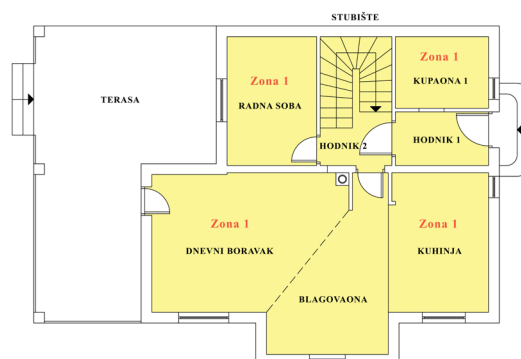 STUBIŠTE
Zona 1
Zona 1
KUPAONA 1
TERASA
RADNA SOBA
HODNIK 2
HODNIK 1
Zona 1
Zona 1
DNEVNI BORAVAK
KUHINJA
BLAGOVAONA